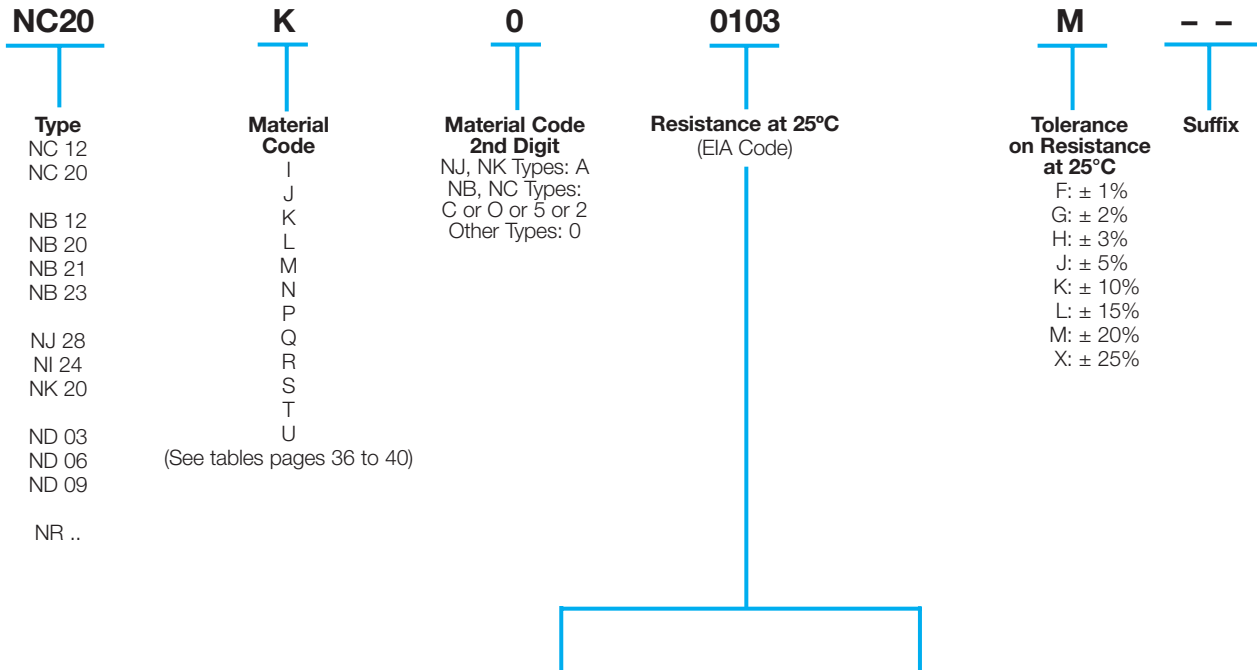 NC20 K 0 0103 M – –
Type
NC 12
NC 20
NB 12
NB 20
NB 21
NB 23
NJ 28
NI 24
NK 20
ND 03
ND 06
ND 09
NR ..
Material
Code
I
J
K
L
M
N
P
Q
R
S
T
U
(See tables pages 36 to 40)
Material Code
2nd Digit
NJ, NK Types: A
NB, NC Types:
C or O or 5 or 2
Other Types: 0
Resistance at 25ºC
(EIA Code)
Tolerance
on Resistance
at 25°C
F: ± 1%
G: ± 2%
H: ± 3%
J: ± 5%
K: ± 10%
L: ± 15%
M: ± 20%
X: ± 25%
Suffix